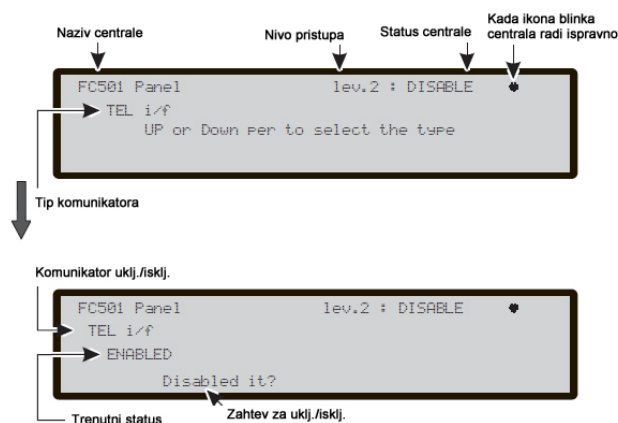 Kada ikona blinka
centrala radi ispravno
Naziv centrale
Nivo pristupa
Status centrale
FC501 Panel lev.2 : DISABLE
TEL i/f
UP or Down per to select the type
Tip komunikatora
Komunikator uklj./isklj.
FC501 Panel lev.2 : DISABLE
TEL i/f
ENABLED
Disabled it?
Trenutni status
Zahtev za uklj./isklj.